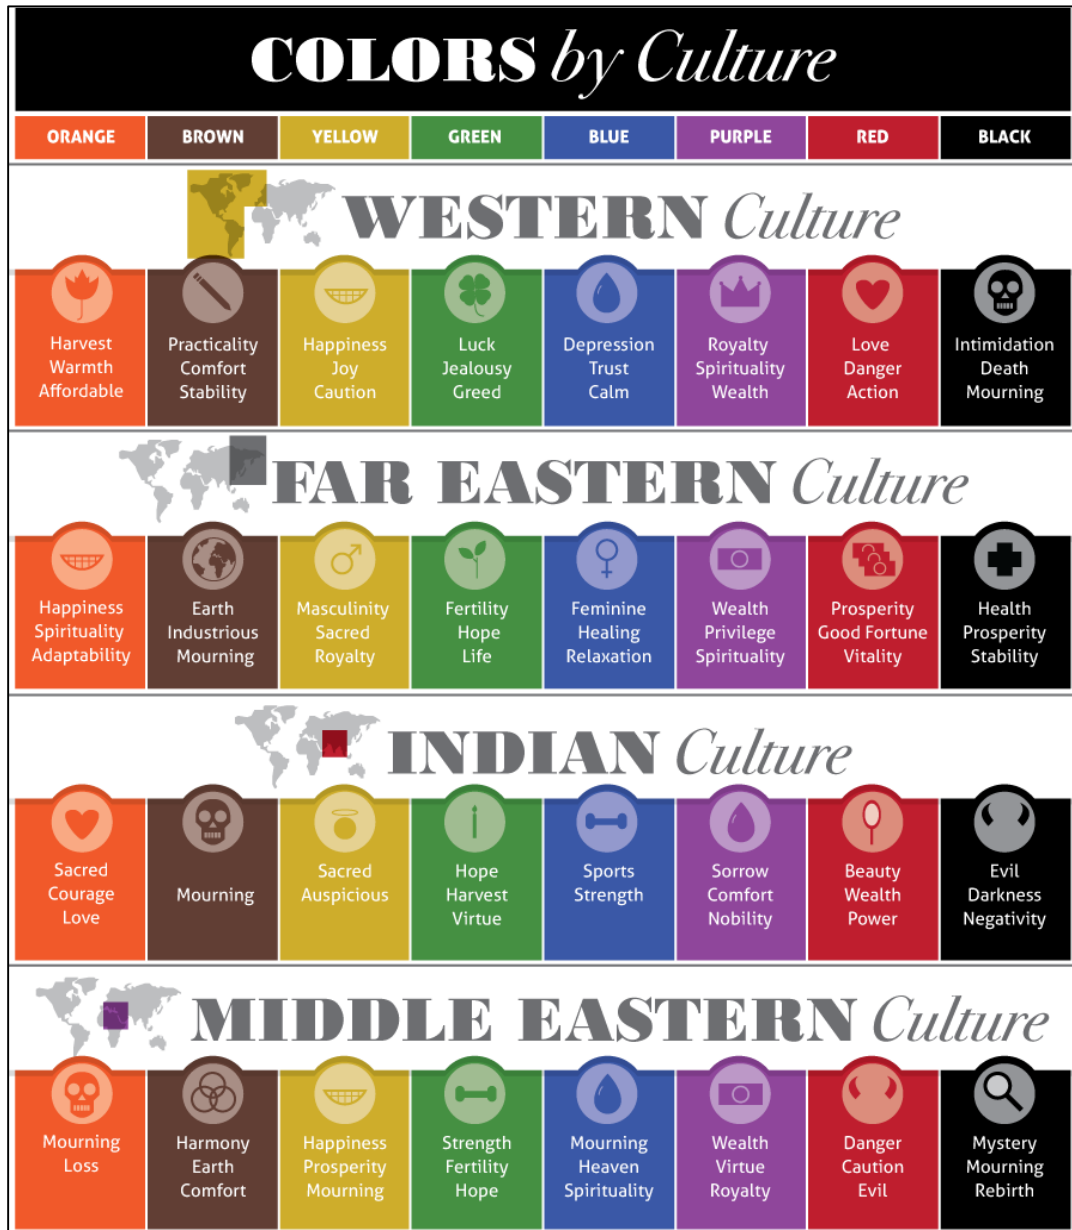 COLORS by Culture
ORANGE BROWN YELLOW GREEN BLUE PURPLE RED BLACK
WESTERN Culture
Harvest
Warmth
Affordable
Practicality
Comfort
Stability
Happiness
Joy
Caution
Luck
Jealousy
Greed
Depression
Trust
Calm
Royalty
Spirituality
Wealth
Love
Danger
Action
Intimidation
Death
Mourning
FAR EASTERN Culture
Happiness
Spirituality
Adaptability
Earth
Industrious
Mourning
Masculinity
Sacred
Royalty
Fertility
Hope
Life
Feminine
Healing
Relaxation
Wealth
Privilege
Spirituality
Prosperity
Good Fortune
Vitality
Health
Prosperity
Stability
INDIAN Culture
Sacred
Courage
Love
Mourning
Sacred
Auspicious
Hope
Harvest
Virtue
Sports
Strength
Sorrow
Comfort
Nobility
Beauty
Wealth
Power
Evil
Darkness
Negativity
MIDDLE EASTERN Culture
Mourning
Loss
Harmony
Earth
Comfort
Happiness
Prosperity
Mourning
Strength
Fertility
Hope
Mourning
Heaven
Spirituality
Wealth
Virtue
Royalty
Danger
Caution
Evil
Mystery
Mourning
Rebirth